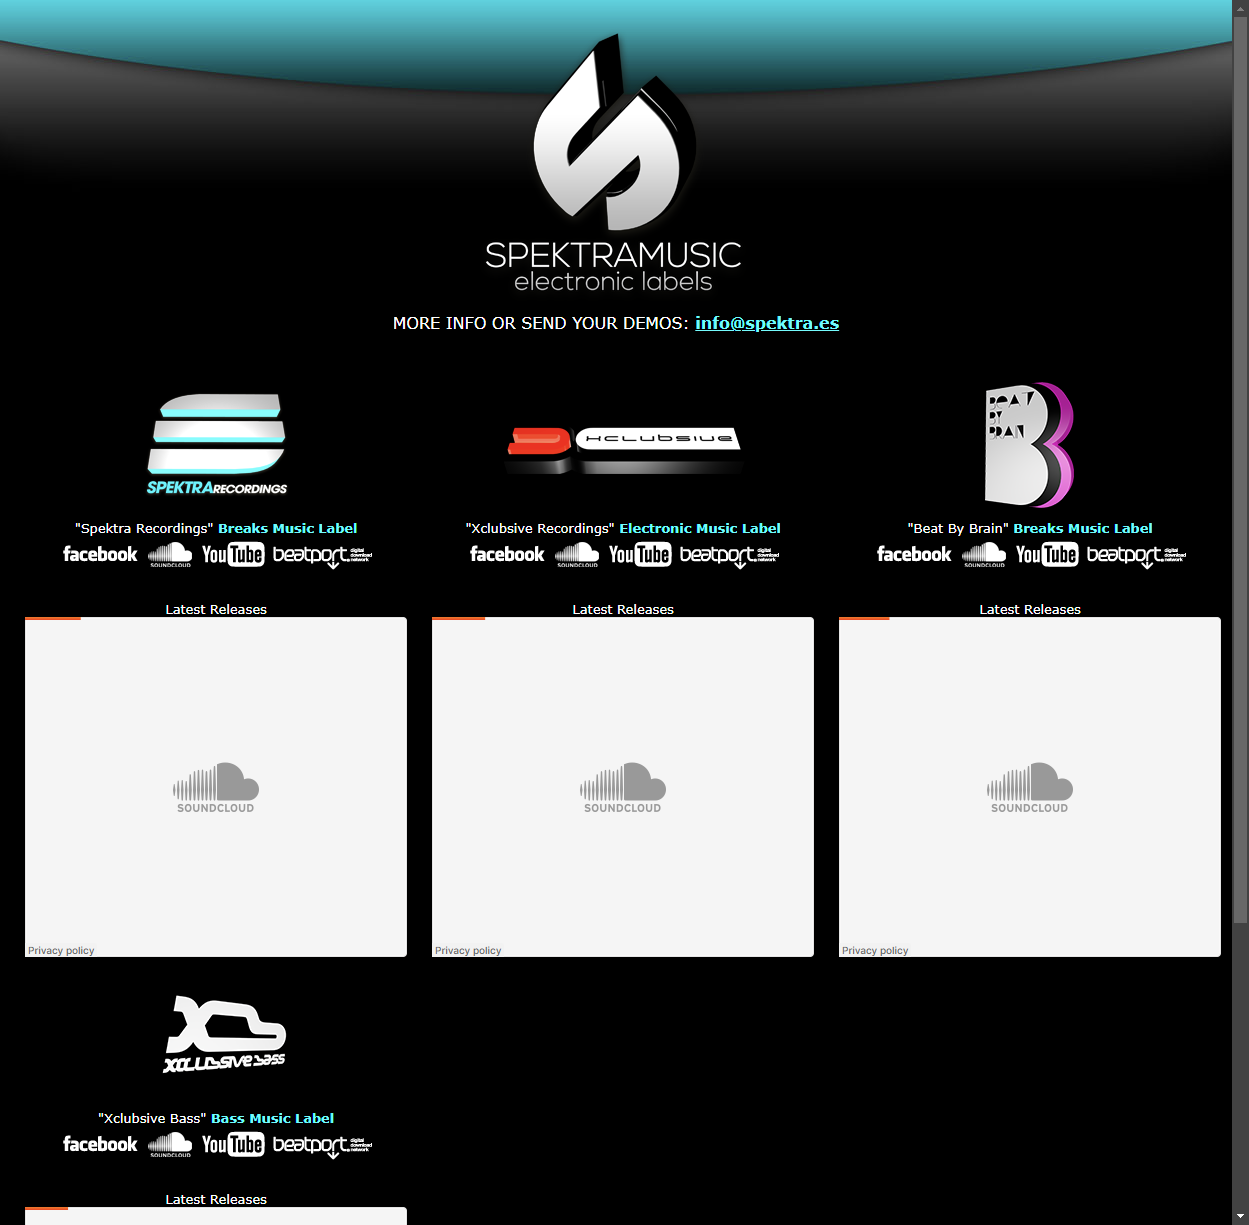 SPEKTRAMUSIC
electronic labels
MORE INFO OR SEND YOUR DEMOS: info@spektra.es
SPEKTRARECORDINGS
"Spektra Recordings" Breaks Music Label
facebook SOUNDCLOUD YouTube beatport digital download network
Latest Releases
SOUNDCLOUD
Privacy policy
XCLUBSIVE
"Xclubsive Recordings" Electronic Music Label
facebook SOUNDCLOUD YouTube beatport digital download network
Latest Releases
SOUNDCLOUD
Privacy policy
BEAT
BY
BRAIN
"Beat By Brain" Breaks Music Label
facebook SOUNDCLOUD YouTube beatport digital download network
Latest Releases
SOUNDCLOUD
Privacy policy
XCLUBSIVE BASS
"Xclubsive Bass" Bass Music Label
facebook SOUNDCLOUD YouTube beatport digital download network
Latest Releases